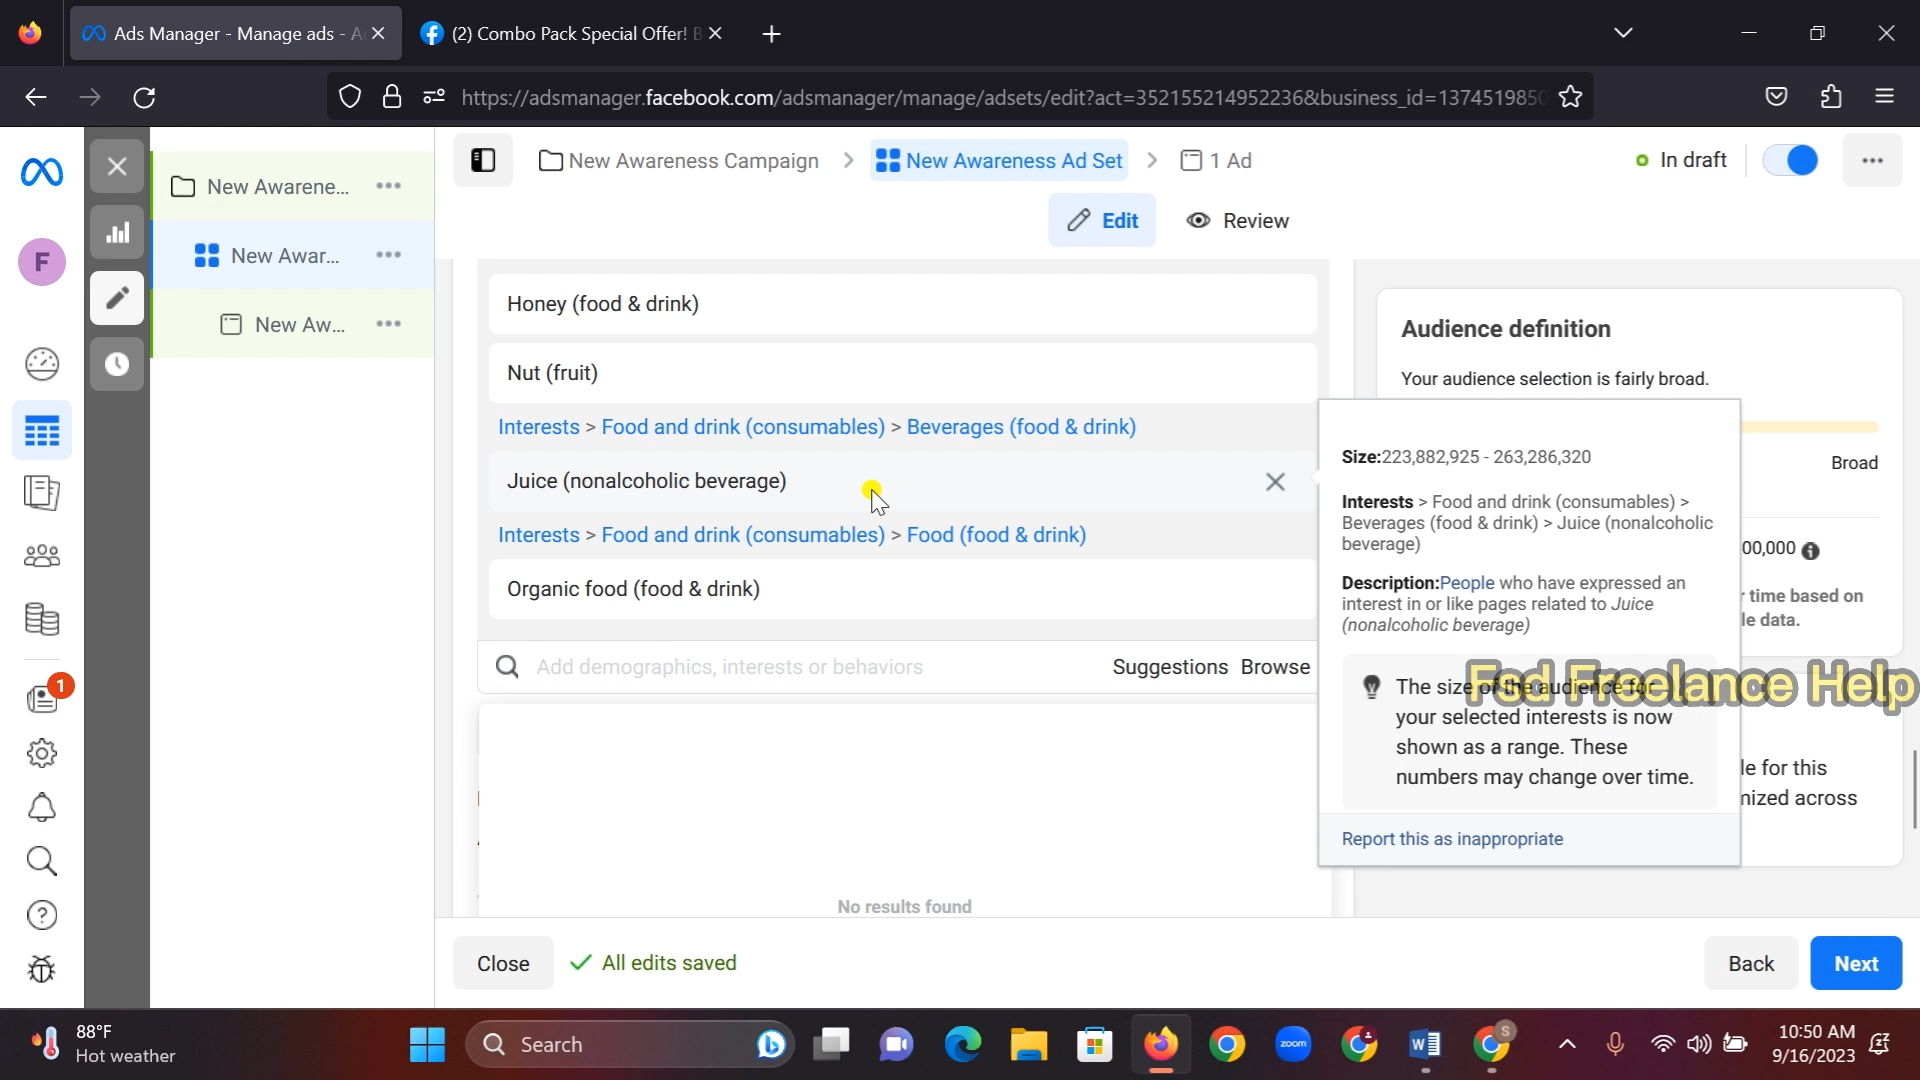 Ads Manager - Manage ads - A
(2) Combo Pack Special Offer! B
https://adsmanager.facebook.com/adsmanager/manage/adsets/edit?act=352155214952236&business_id=1374519850
New Awareness Campaign
New Awareness Ad Set
1 Ad
In draft
Edit
Review
F
New Awarene...
New Awar...
New Aw...
1
Honey (food & drink)
Nut (fruit)
Interests > Food and drink (consumables) > Beverages (food & drink)
Juice (nonalcoholic beverage)
Interests > Food and drink (consumables) > Food (food & drink)
Organic food (food & drink)
Add demographics, interests or behaviors
Suggestions
Browse
No results found
Audience definition
Your audience selection is fairly broad.
Broad
00,000
time based on
le data.
le for this
mized across
Size:223,882,925 - 263,286,320
Interests > Food and drink (consumables) >
Beverages (food & drink) > Juice (nonalcoholic
beverage)
Description:People who have expressed an
interest in or like pages related to Juice
(nonalcoholic beverage)
The size of the audience for
your selected interests is now
shown as a range. These
numbers may change over time.
Report this as inappropriate
Fsd Freelance Help
Close
All edits saved
Back
Next
88°F
Hot weather
Search
zoom
W
S
10:50 AM
9/16/2023